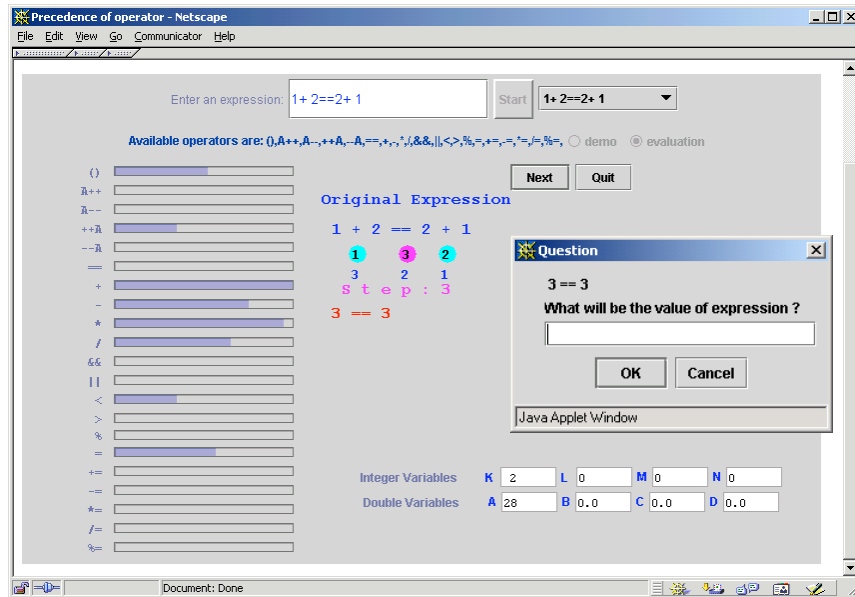 Precedence of operator - Netscape
File Edit View Go Communicator Help
Enter an expression: 1+ 2==2+ 1 Start 1+ 2==2+ 1
Available operators are: (),A++,A--,++A,--A,==,+,-,*,/,&&,||,<,>,%,=,+=,-=,*=,/=,%=, demo evaluation
Next Quit
()
A++
A--
++A
--A
==
+
-
*
/
&&
||
<
>
%
=
+=
-=
*=
/=
%=
Original Expression
1 + 2 == 2 + 1
1 3 2
3 2 1
Step:3
3 == 3
Question
3 == 3
What will be the value of expression ?
OK Cancel
Java Applet Window
Integer Variables K 2 L 0 M 0 N 0
Double Variables A 28 B 0.0 C 0.0 D 0.0
Document: Done